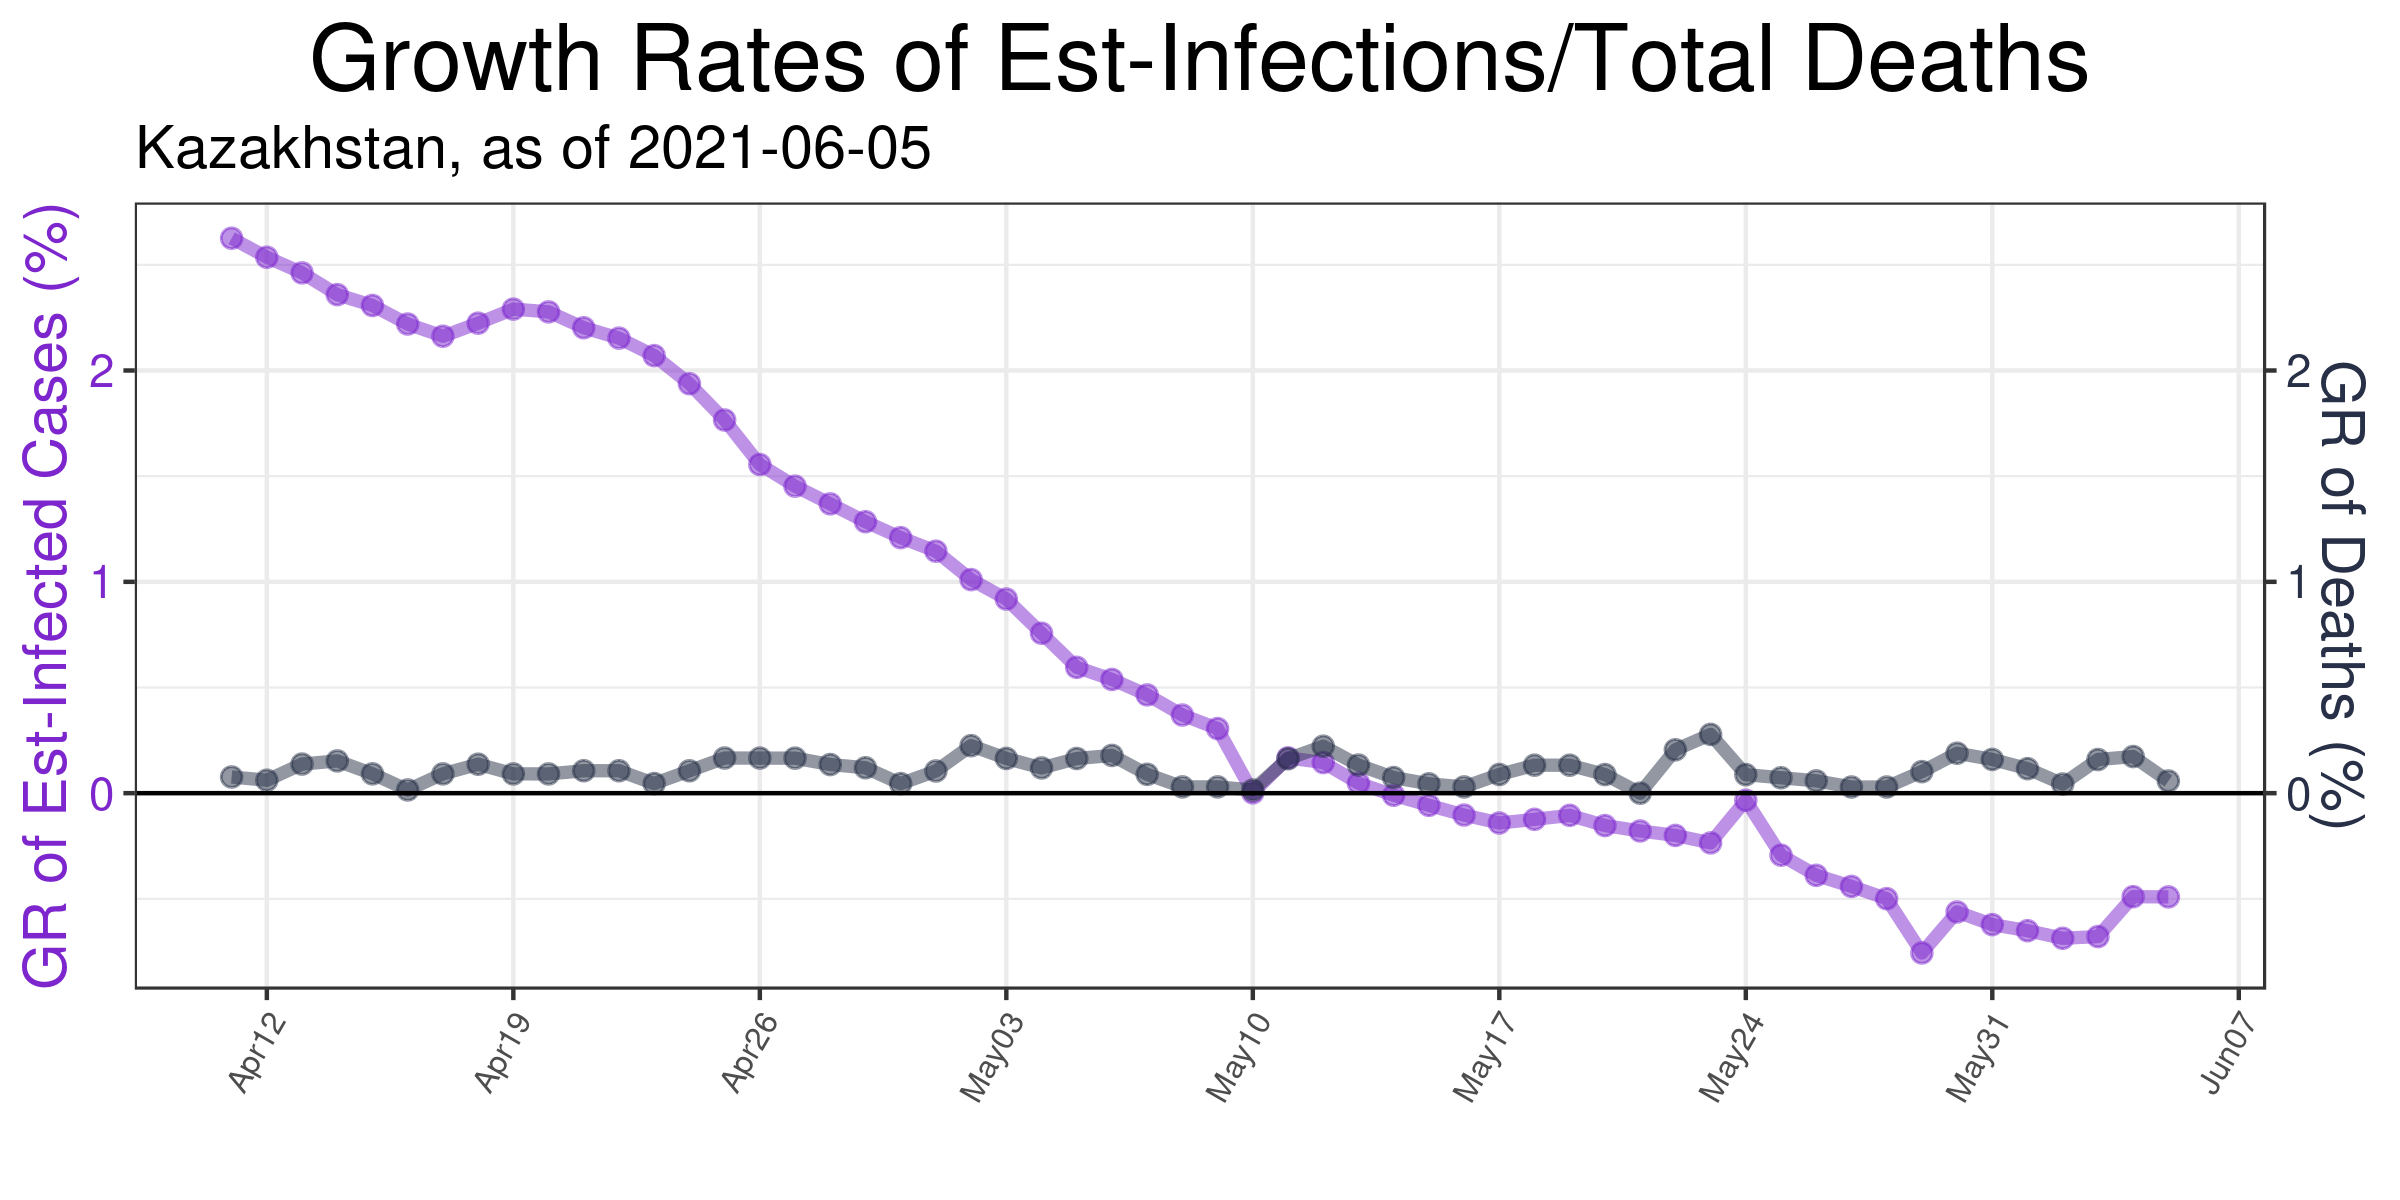 Growth Rates of Est-Infections/Total Deaths
Kazakhstan, as of 2021-06-05
GR of Est-Infected Cases (%)
2
1
0
2
1
0
GR of Deaths (%)
Apr12
Apr19
Apr26
May03
May10
May17
May24
May31
Jun07